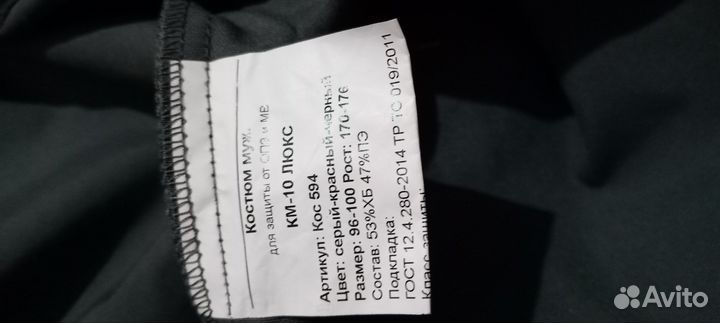 Костюм муж.
для защиты от ОПЗ и МВ
КМ-10 ЛЮКС
Артикул: Кос 594
Цвет: серый-красный-черный
Размер: 96-100 Рост: 170-176
Состав: 53%ХБ 47%ПЭ
Подкладка:
ГОСТ 12.4.280-2014 ТР ТС 019/2011
Класс защиты:
Avito